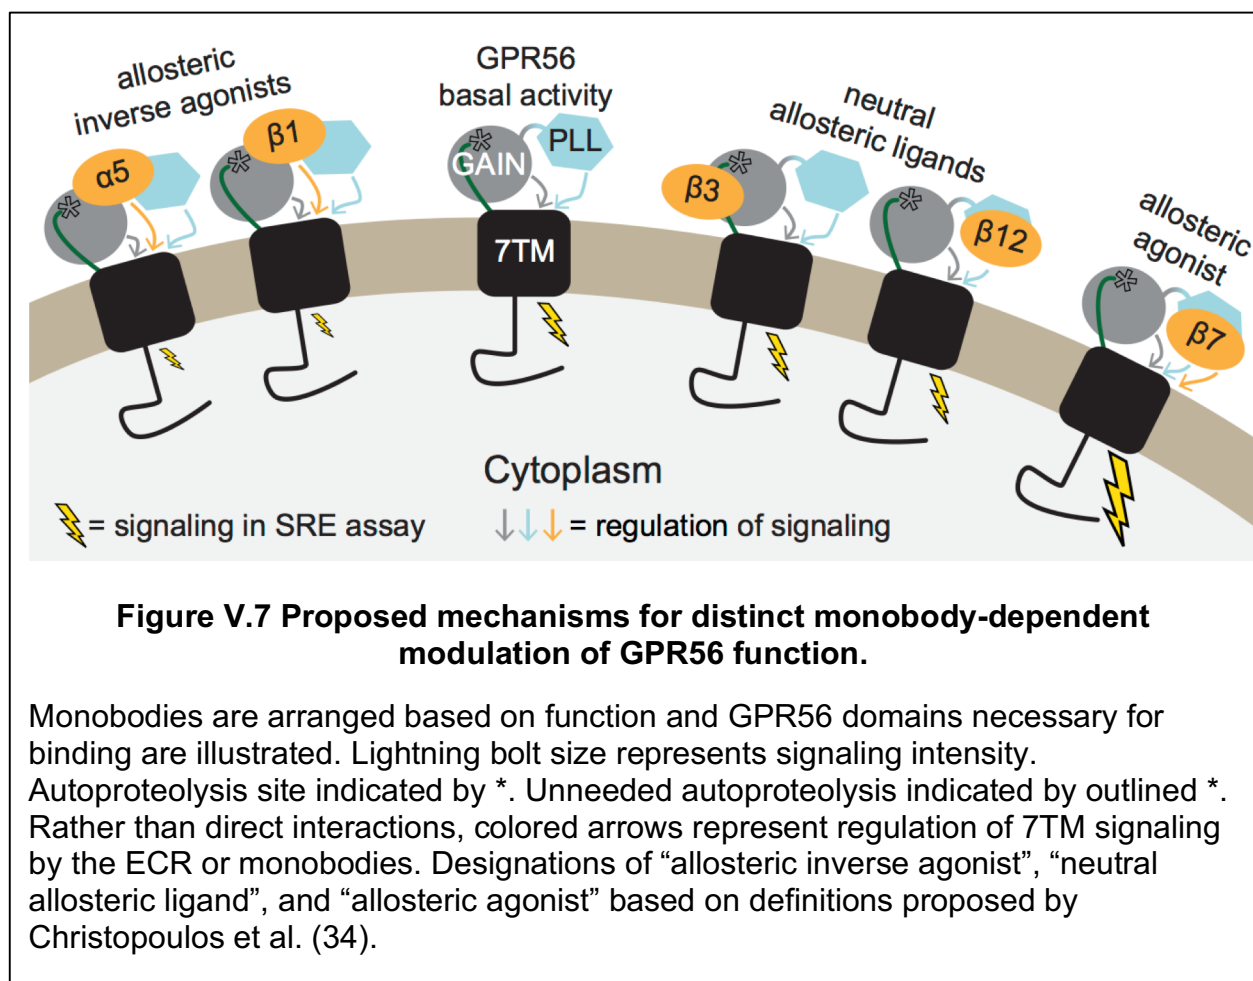 allosteric
inverse agonists
α5
*
β1
*
GPR56
basal activity
*
GAIN
PLL
7TM
neutral
allosteric ligands
β3
*
*
β12
allosteric
agonist
*
β7
Cytoplasm
= signaling in SRE assay
↓↓↓ = regulation of signaling
Figure V.7 Proposed mechanisms for distinct monobody-dependent
modulation of GPR56 function.
Monobodies are arranged based on function and GPR56 domains necessary for
binding are illustrated. Lightning bolt size represents signaling intensity.
Autoproteolysis site indicated by *. Unneeded autoproteolysis indicated by outlined *.
Rather than direct interactions, colored arrows represent regulation of 7TM signaling
by the ECR or monobodies. Designations of “allosteric inverse agonist”, “neutral
allosteric ligand”, and “allosteric agonist” based on definitions proposed by
Christopoulos et al. (34).